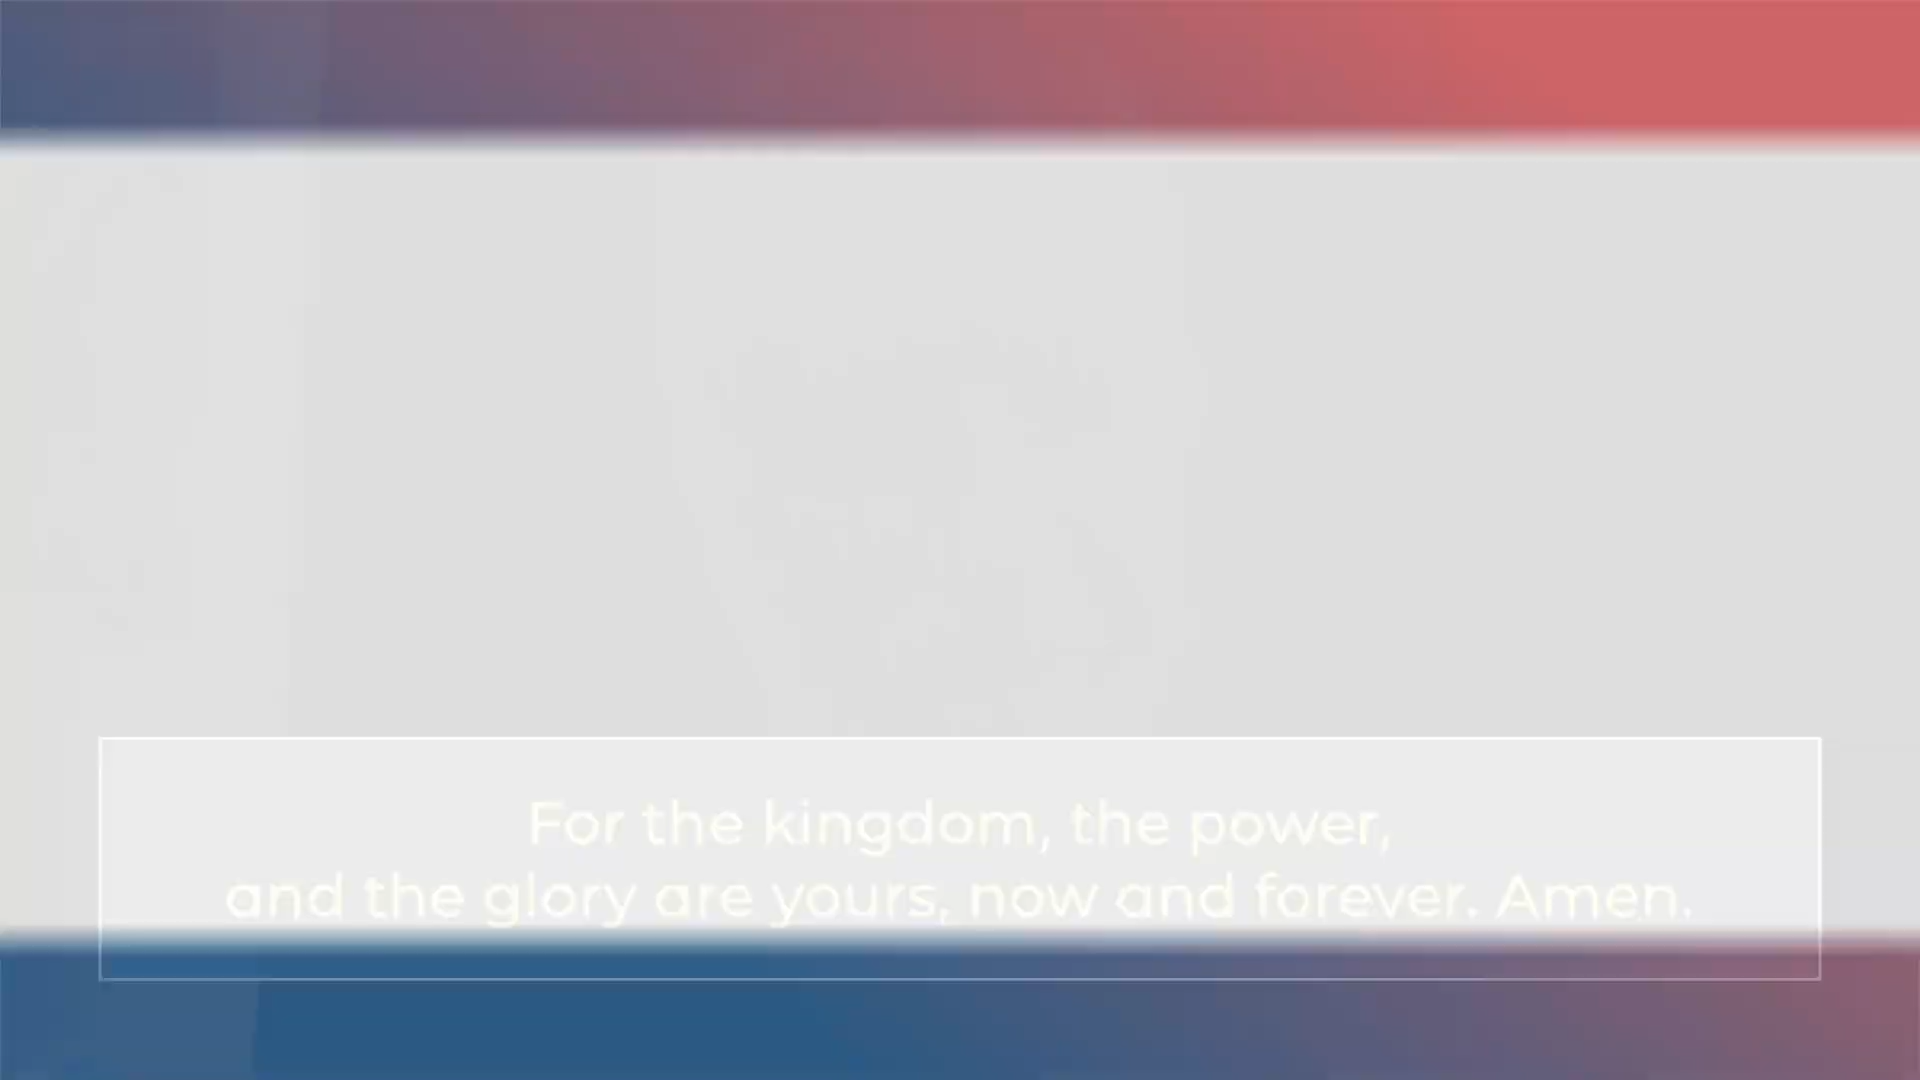 For the kingdom, the power,
and the glory are yours, now and forever. Amen.